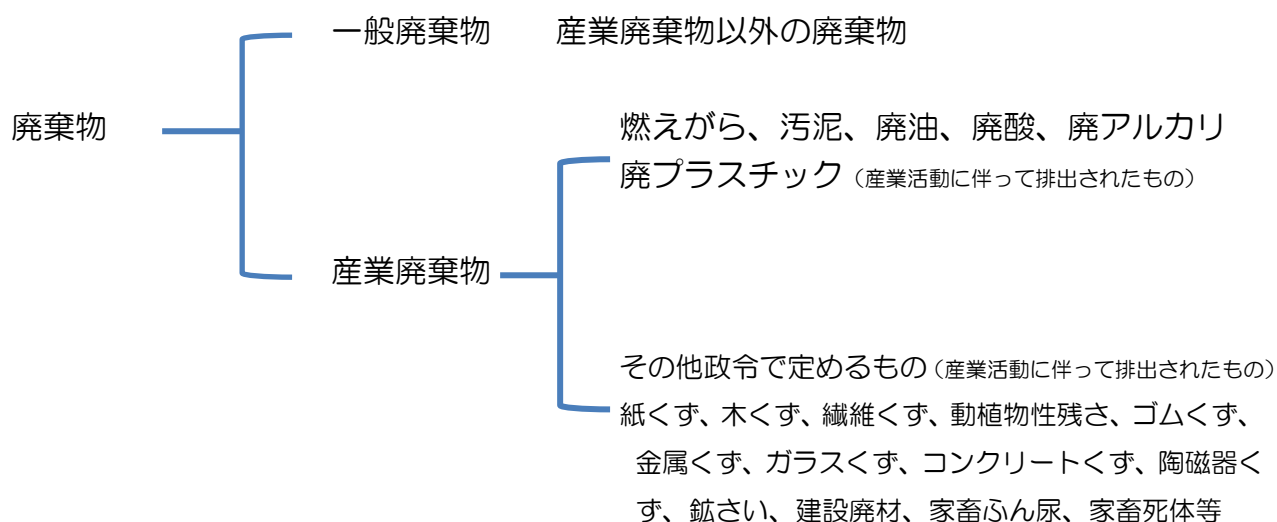 一般廃棄物　　産業廃棄物以外の廃棄物
廃棄物
燃えがら、汚泥、廃油、廃酸、廃アルカリ
廃プラスチック（産業活動に伴って排出されたもの）
産業廃棄物
その他政令で定めるもの（産業活動に伴って排出されたもの）
紙くず、木くず、繊維くず、動植物性残さ、ゴムくず、
金属くず、ガラスくず、コンクリートくず、陶磁器く
ず、鉱さい、建設廃材、家畜ふん尿、家畜死体等